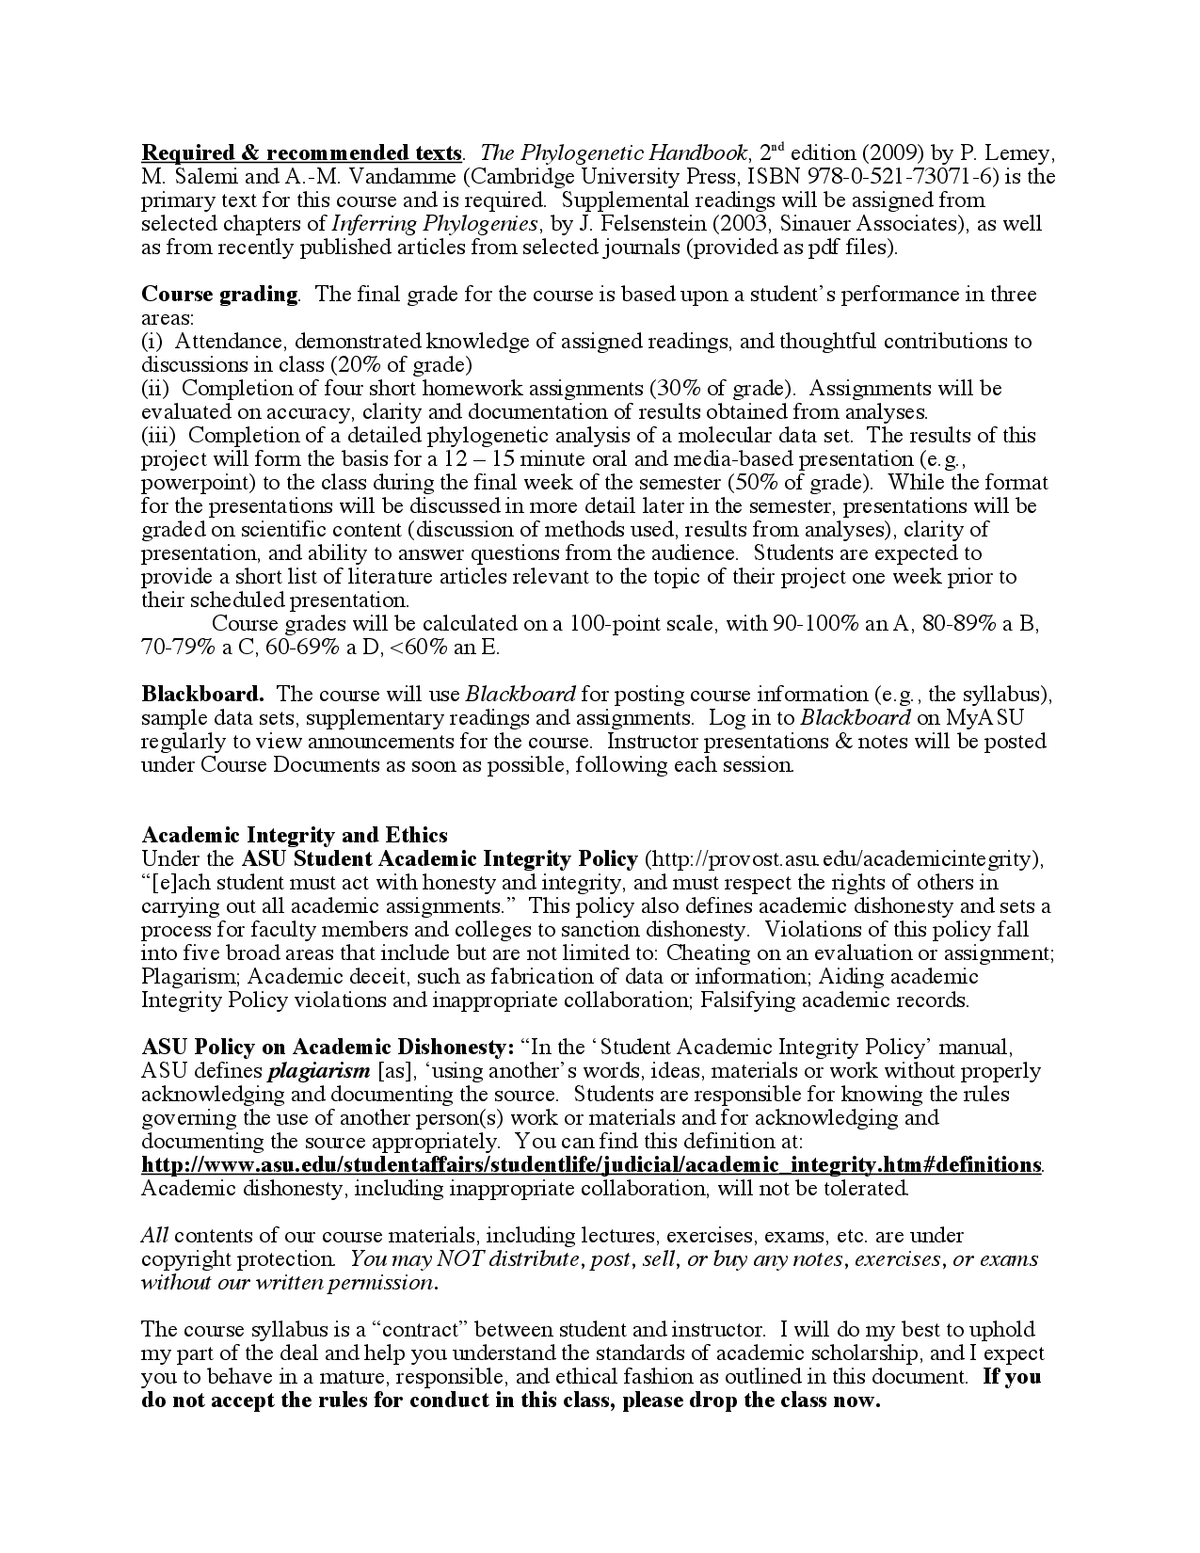 Required & recommended texts. The Phylogenetic Handbook, 2nd edition (2009) by P. Lemey,
M. Salemi and A.-M. Vandamme (Cambridge University Press, ISBN 978-0-521-73071-6) is the
primary text for this course and is required. Supplemental readings will be assigned from
selected chapters of Inferring Phylogenies, by J. Felsenstein (2003, Sinauer Associates), as well
as from recently published articles from selected journals (provided as pdf files).
Course grading. The final grade for the course is based upon a student's performance in three
areas:
(i) Attendance, demonstrated knowledge of assigned readings, and thoughtful contributions to
discussions in class (20% of grade)
(ii) Completion of four short homework assignments (30% of grade). Assignments will be
evaluated on accuracy, clarity and documentation of results obtained from analyses.
(iii) Completion of a detailed phylogenetic analysis of a molecular data set. The results of this
project will form the basis for a 12 – 15 minute oral and media-based presentation (e.g.,
powerpoint) to the class during the final week of the semester (50% of grade). While the format
for the presentations will be discussed in more detail later in the semester, presentations will be
graded on scientific content (discussion of methods used, results from analyses), clarity of
presentation, and ability to answer questions from the audience. Students are expected to
provide a short list of literature articles relevant to the topic of their project one week prior to
their scheduled presentation.
Course grades will be calculated on a 100-point scale, with 90-100% an A, 80-89% a B,
70-79% a C, 60-69% a D, <60% an E.
Blackboard. The course will use Blackboard for posting course information (e.g., the syllabus),
sample data sets, supplementary readings and assignments. Log in to Blackboard on MyASU
regularly to view announcements for the course. Instructor presentations & notes will be posted
under Course Documents as soon as possible, following each session.
Academic Integrity and Ethics
Under the ASU Student Academic Integrity Policy (http://provost.asu.edu/academicintegrity),
“[e]ach student must act with honesty and integrity, and must respect the rights of others in
carrying out all academic assignments.” This policy also defines academic dishonesty and sets a
process for faculty members and colleges to sanction dishonesty. Violations of this policy fall
into five broad areas that include but are not limited to: Cheating on an evaluation or assignment;
Plagarism; Academic deceit, such as fabrication of data or information; Aiding academic
Integrity Policy violations and inappropriate collaboration; Falsifying academic records.
ASU Policy on Academic Dishonesty: “In the ‘Student Academic Integrity Policy’ manual,
ASU defines plagiarism [as], ‘using another’s words, ideas, materials or work without properly
acknowledging and documenting the source. Students are responsible for knowing the rules
governing the use of another person(s) work or materials and for acknowledging and
documenting the source appropriately. You can find this definition at:
http://www.asu.edu/studentaffairs/studentlife/judicial/academic_integrity.htm#definitions.
Academic dishonesty, including inappropriate collaboration, will not be tolerated.
All contents of our course materials, including lectures, exercises, exams, etc. are under
copyright protection. You may NOT distribute, post, sell, or buy any notes, exercises, or exams
without our written permission.
The course syllabus is a “contract” between student and instructor. I will do my best to uphold
my part of the deal and help you understand the standards of academic scholarship, and I expect
you to behave in a mature, responsible, and ethical fashion as outlined in this document. If you
do not accept the rules for conduct in this class, please drop the class now.